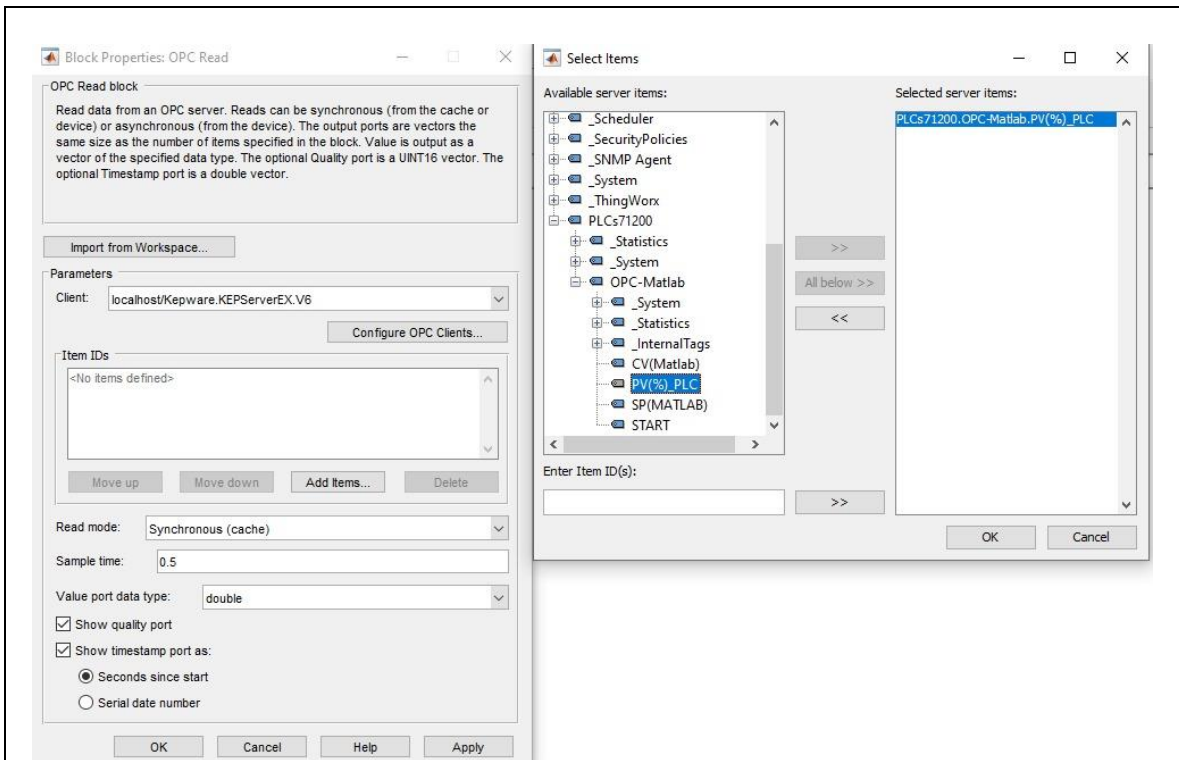 Block Properties: OPC Read
OPC Read block
Read data from an OPC server. Reads can be synchronous (from the cache or
device) or asynchronous (from the device). The output ports are vectors the
same size as the number of items specified in the block. Value is output as a
vector of the specified data type. The optional Quality port is a UINT16 vector. The
optional Timestamp port is a double vector.
Import from Workspace...
Parameters
Client: localhost/Kepware.KEPServerEX.V6
Configure OPC Clients...
Item IDs
<No items defined>
Move up Move down Add Items... Delete
Read mode: Synchronous (cache)
Sample time: 0.5
Value port data type: double
Show quality port
Show timestamp port as:
Seconds since start
Serial date number
OK Cancel Help Apply
Select Items
Available server items:
_Scheduler
_SecurityPolicies
_SNMP Agent
_System
_ThingWorx
PLCs71200
_Statistics
_System
OPC-Matlab
_System
_Statistics
_InternalTags
CV(Matlab)
PV(%)_PLC
SP(MATLAB)
START
Enter Item ID(s):
>>
All below >>
<<
>>
Selected server items:
PLCs71200.OPC-Matlab.PV(%)_PLC
OK Cancel